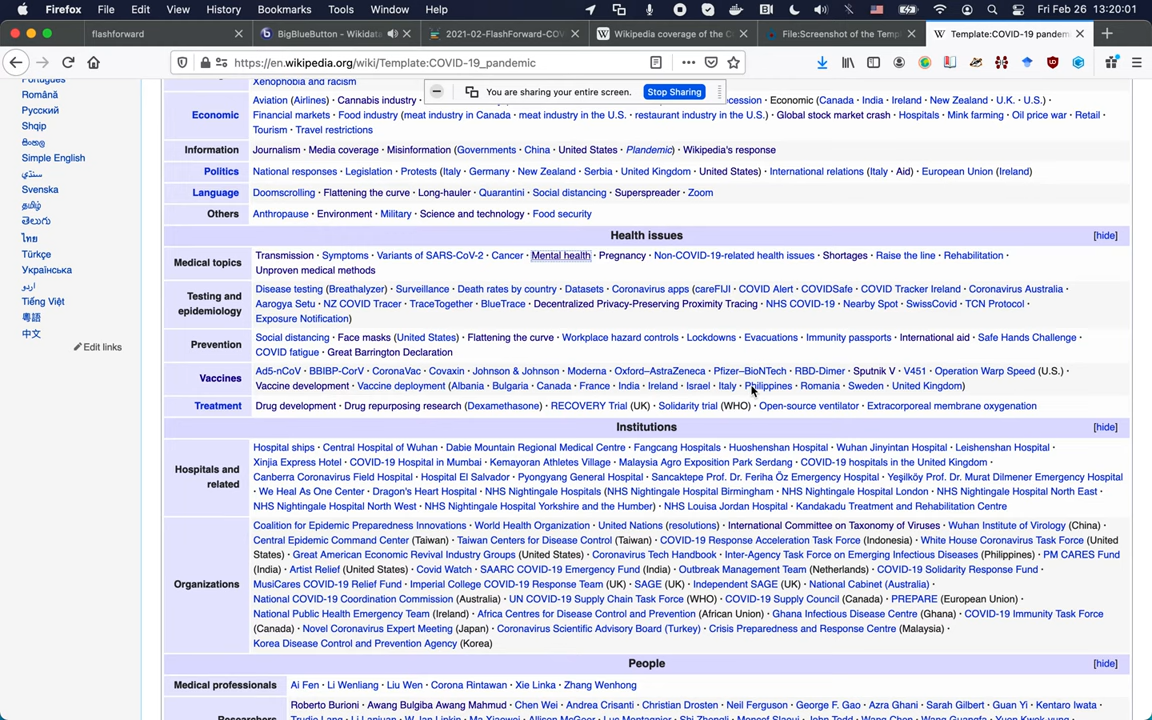 Firefox File Edit View History Bookmarks Tools Window Help Fri Feb 26 13:20:01
flashforward
BigBlueButton - Wikidata
2021-02-FlashForward-COV
Wikipedia coverage of the C
File:Screenshot of the Temp
Template:COVID-19 pandem
https://en.wikipedia.org/wiki/Template:COVID-19_pandemic
You are sharing your entire screen. Stop Sharing
Português
Română
Русский
Shqip
සිංහල
Simple English
سنڌي
Svenska
தமிழ்
తెలుగు
ไทย
Türkçe
Українська
اردو
Tiếng Việt
粵語
中文
Edit links
Xenophobia and racism
Economic
Aviation (Airlines) · Cannabis industry · cession · Economic (Canada · India · Ireland · New Zealand · U.K. · U.S.) ·
Financial markets · Food industry (meat industry in Canada · meat industry in the U.S. · restaurant industry in the U.S.) · Global stock market crash · Hospitals · Mink farming · Oil price war · Retail ·
Tourism · Travel restrictions
Information
Journalism · Media coverage · Misinformation (Governments · China · United States · Plandemic) · Wikipedia's response
Politics
National responses · Legislation · Protests (Italy · Germany · New Zealand · Serbia · United Kingdom · United States) · International relations (Italy · Aid) · European Union (Ireland)
Language
Doomscrolling · Flattening the curve · Long-hauler · Quarantini · Social distancing · Superspreader · Zoom
Others
Anthropause · Environment · Military · Science and technology · Food security
Health issues [hide]
Medical topics
Transmission · Symptoms · Variants of SARS-CoV-2 · Cancer · Mental health · Pregnancy · Non-COVID-19-related health issues · Shortages · Raise the line · Rehabilitation ·
Unproven medical methods
Testing and
epidemiology
Disease testing (Breathalyzer) · Surveillance · Death rates by country · Datasets · Coronavirus apps (careFIJI · COVID Alert · COVIDSafe · COVID Tracker Ireland · Coronavirus Australia ·
Aarogya Setu · NZ COVID Tracer · TraceTogether · BlueTrace · Decentralized Privacy-Preserving Proximity Tracing · NHS COVID-19 · Nearby Spot · SwissCovid · TCN Protocol ·
Exposure Notification)
Prevention
Social distancing · Face masks (United States) · Flattening the curve · Workplace hazard controls · Lockdowns · Evacuations · Immunity passports · International aid · Safe Hands Challenge ·
COVID fatigue · Great Barrington Declaration
Vaccines
Ad5-nCoV · BBIBP-CorV · CoronaVac · Covaxin · Johnson & Johnson · Moderna · Oxford–AstraZeneca · Pfizer–BioNTech · RBD-Dimer · Sputnik V · V451 · Operation Warp Speed (U.S.) ·
Vaccine development · Vaccine deployment (Albania · Bulgaria · Canada · France · India · Ireland · Israel · Italy · Philippines · Romania · Sweden · United Kingdom)
Treatment
Drug development · Drug repurposing research (Dexamethasone) · RECOVERY Trial (UK) · Solidarity trial (WHO) · Open-source ventilator · Extracorporeal membrane oxygenation
Institutions [hide]
Hospitals and
related
Hospital ships · Central Hospital of Wuhan · Dabie Mountain Regional Medical Centre · Fangcang Hospitals · Huoshenshan Hospital · Wuhan Jinyintan Hospital · Leishenshan Hospital ·
Xinjia Express Hotel · COVID-19 Hospital in Mumbai · Kemayoran Athletes Village · Malaysia Agro Exposition Park Serdang · COVID-19 hospitals in the United Kingdom ·
Canberra Coronavirus Field Hospital · Hospital El Salvador · Pyongyang General Hospital · Sancaktepe Prof. Dr. Feriha Öz Emergency Hospital · Yeşilköy Prof. Dr. Murat Dilmener Emergency Hospital
· We Heal As One Center · Dragon's Heart Hospital · NHS Nightingale Hospitals (NHS Nightingale Hospital Birmingham · NHS Nightingale Hospital London · NHS Nightingale Hospital North East ·
NHS Nightingale Hospital North West · NHS Nightingale Hospital Yorkshire and the Humber) · NHS Louisa Jordan Hospital · Kandakadu Treatment and Rehabilitation Centre
Organizations
Coalition for Epidemic Preparedness Innovations · World Health Organization · United Nations (resolutions) · International Committee on Taxonomy of Viruses · Wuhan Institute of Virology (China) ·
Central Epidemic Command Center (Taiwan) · Taiwan Centers for Disease Control (Taiwan) · COVID-19 Response Acceleration Task Force (Indonesia) · White House Coronavirus Task Force (United
States) · Great American Economic Revival Industry Groups (United States) · Coronavirus Tech Handbook · Inter-Agency Task Force on Emerging Infectious Diseases (Philippines) · PM CARES Fund
(India) · Artist Relief (United States) · Covid Watch · SAARC COVID-19 Emergency Fund (India) · Outbreak Management Team (Netherlands) · COVID-19 Solidarity Response Fund ·
MusiCares COVID-19 Relief Fund · Imperial College COVID-19 Response Team (UK) · SAGE (UK) · Independent SAGE (UK) · National Cabinet (Australia) ·
National COVID-19 Coordination Commission (Australia) · UN COVID-19 Supply Chain Task Force (WHO) · COVID-19 Supply Council (Canada) · PREPARE (European Union) ·
National Public Health Emergency Team (Ireland) · Africa Centres for Disease Control and Prevention (African Union) · Ghana Infectious Disease Centre (Ghana) · COVID-19 Immunity Task Force
(Canada) · Novel Coronavirus Expert Meeting (Japan) · Coronavirus Scientific Advisory Board (Turkey) · Crisis Preparedness and Response Centre (Malaysia) ·
Korea Disease Control and Prevention Agency (Korea)
People [hide]
Medical professionals
Ai Fen · Li Wenliang · Liu Wen · Corona Rintawan · Xie Linka · Zhang Wenhong
Roberto Burioni · Awang Bulgiba Awang Mahmud · Chen Wei · Andrea Crisanti · Christian Drosten · Neil Ferguson · George F. Gao · Azra Ghani · Sarah Gilbert · Guan Yi · Kentaro Iwata ·
Researchers